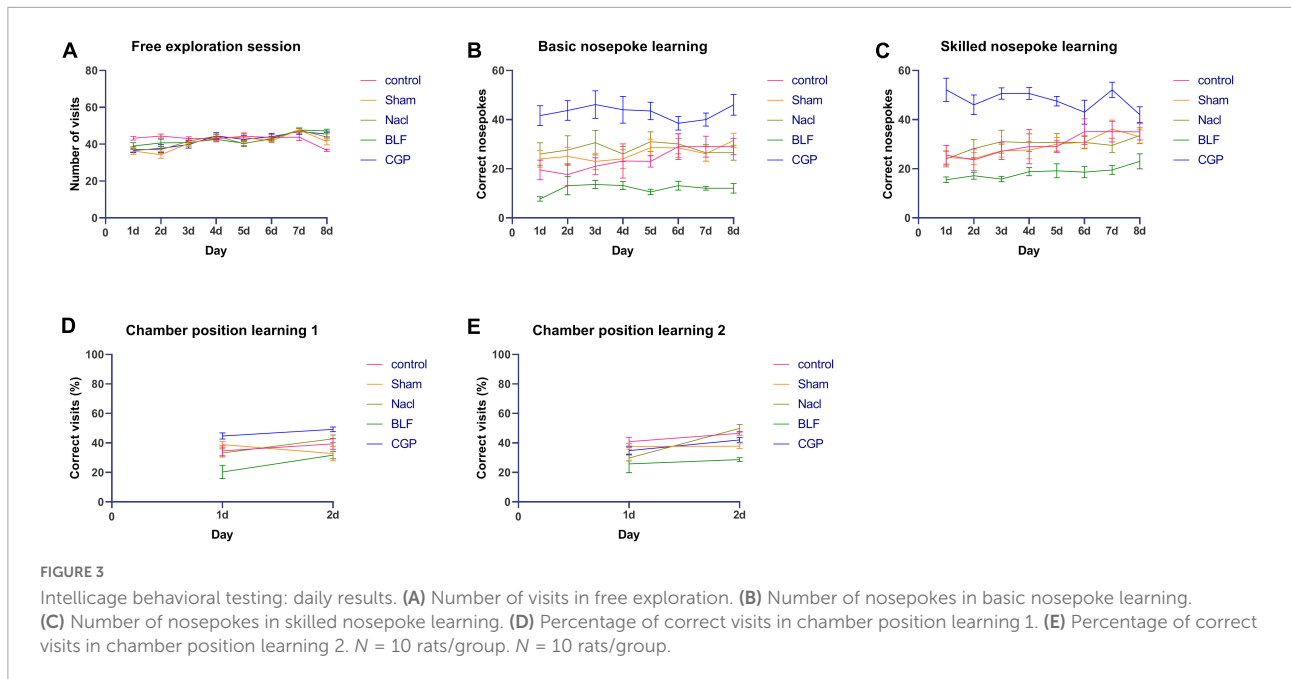 A Free exploration session
Number of visits
80
60
40
20
0
0 1d 2d 3d 4d 5d 6d 7d 8d
Day
control
Sham
Nacl
BLF
CGP
B Basic nosepoke learning
Correct nosepokes
60
40
20
0
0 1d 2d 3d 4d 5d 6d 7d 8d
Day
control
Sham
Nacl
BLF
CGP
C Skilled nosepoke learning
Correct nosepokes
60
40
20
0
0 1d 2d 3d 4d 5d 6d 7d 8d
Day
control
Sham
Nacl
BLF
CGP
D Chamber position learning 1
Correct visits (%)
100
80
60
40
20
0
0 1d 2d
Day
control
Sham
Nacl
BLF
CGP
E Chamber position learning 2
Correct visits (%)
100
80
60
40
20
0
0 1d 2d
Day
control
Sham
Nacl
BLF
CGP
FIGURE 3
Intellicage behavioral testing: daily results. (A) Number of visits in free exploration. (B) Number of nosepokes in basic nosepoke learning.
(C) Number of nosepokes in skilled nosepoke learning. (D) Percentage of correct visits in chamber position learning 1. (E) Percentage of correct
visits in chamber position learning 2. N = 10 rats/group. N = 10 rats/group.